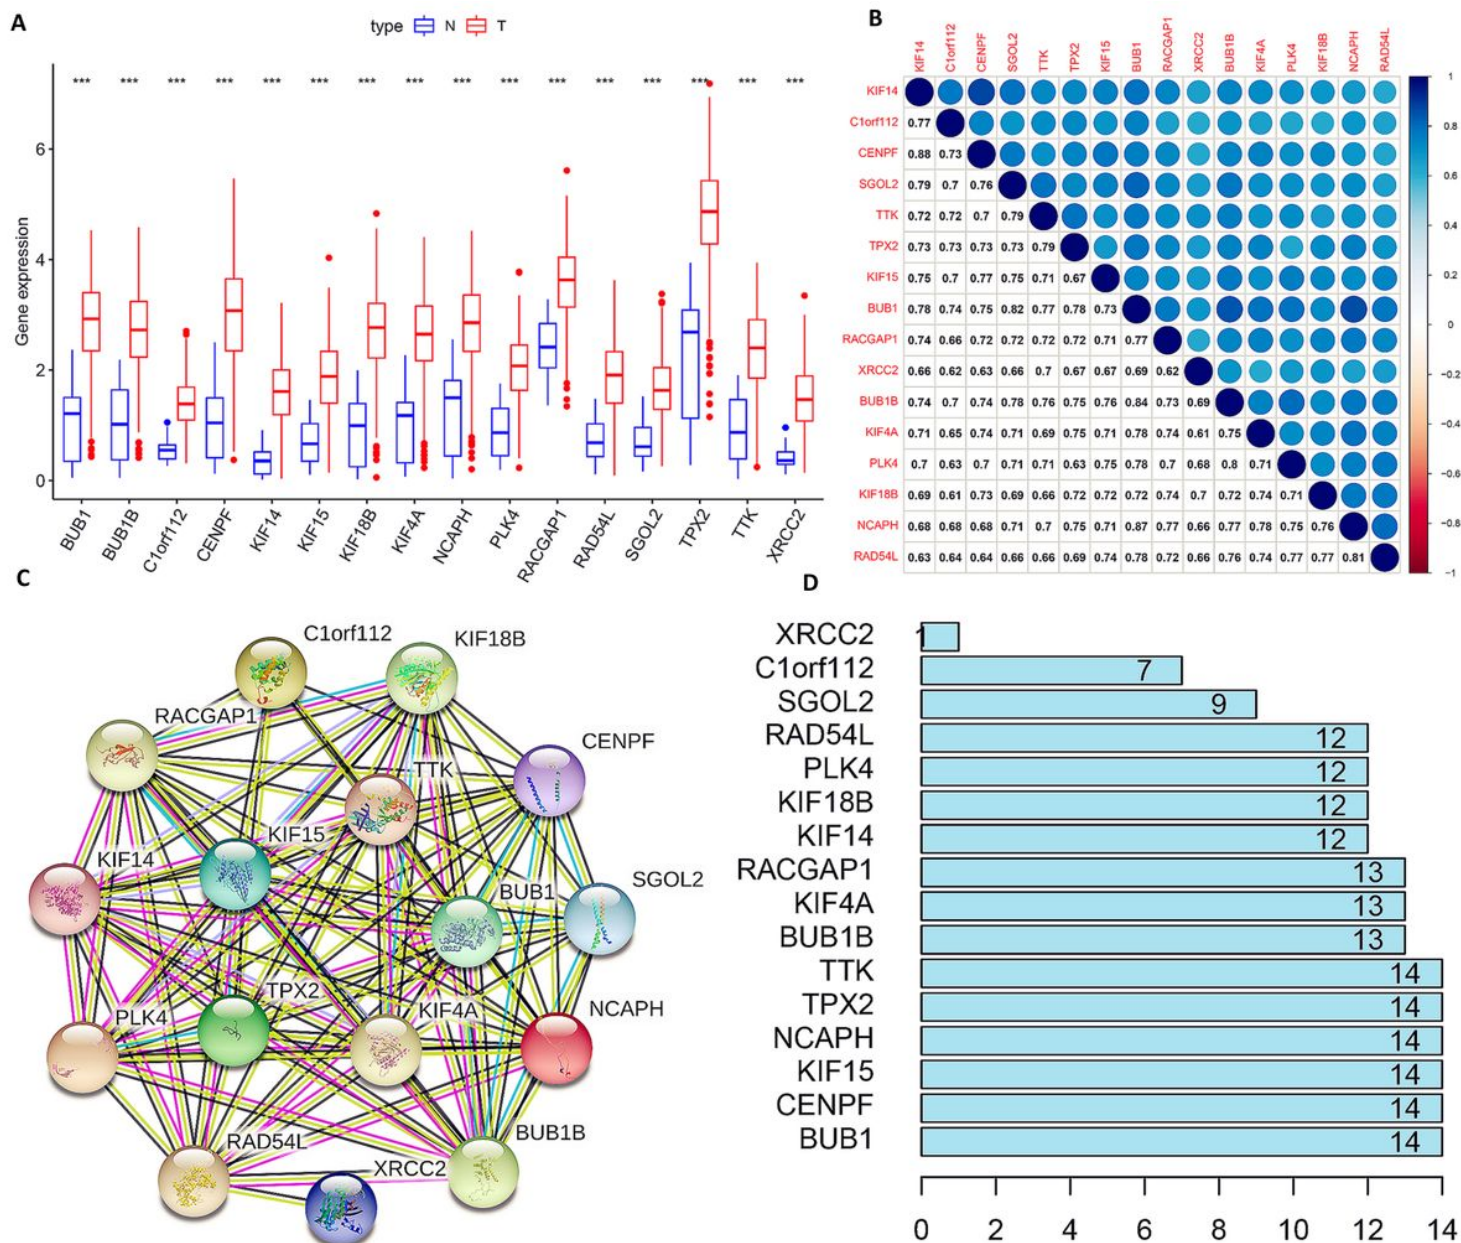 A
type N T
*** *** *** *** *** *** *** *** *** *** *** *** *** *** *** ***
Gene expression
6
4
2
0
BUB1 BUB1B C1orf112 CENPF KIF14 KIF15 KIF18B KIF4A NCAPH PLK4 RACGAP1 RAD54L SGOL2 TPX2 TTK XRCC2
B
KIF14 C1orf112 CENPF SGOL2 TTK TPX2 KIF15 BUB1 RACGAP1 XRCC2 BUB1B KIF4A PLK4 KIF18B NCAPH RAD54L
KIF14
C1orf112 0.77
CENPF 0.88 0.73
SGOL2 0.79 0.7 0.76
TTK 0.72 0.72 0.7 0.79
TPX2 0.73 0.73 0.73 0.73 0.79
KIF15 0.75 0.7 0.77 0.75 0.71 0.67
BUB1 0.78 0.74 0.75 0.82 0.77 0.78 0.73
RACGAP1 0.74 0.66 0.72 0.72 0.72 0.72 0.71 0.77
XRCC2 0.66 0.62 0.63 0.66 0.7 0.67 0.67 0.69 0.62
BUB1B 0.74 0.7 0.74 0.78 0.76 0.75 0.76 0.84 0.73 0.69
KIF4A 0.71 0.65 0.74 0.71 0.69 0.75 0.71 0.78 0.74 0.61 0.75
PLK4 0.7 0.63 0.7 0.71 0.71 0.63 0.75 0.78 0.7 0.68 0.8 0.71
KIF18B 0.69 0.61 0.73 0.69 0.66 0.72 0.72 0.72 0.74 0.7 0.72 0.74 0.71
NCAPH 0.68 0.68 0.68 0.71 0.7 0.75 0.71 0.87 0.77 0.66 0.77 0.78 0.75 0.76
RAD54L 0.63 0.64 0.64 0.66 0.66 0.69 0.74 0.78 0.72 0.66 0.76 0.74 0.77 0.77 0.81
1
0.8
0.6
0.4
0.2
0
-0.2
-0.4
-0.6
-0.8
-1
C
C1orf112
KIF18B
RACGAP1
CENPF
TTK
KIF15
KIF14
SGOL2
BUB1
TPX2
NCAPH
PLK4
KIF4A
BUB1B
RAD54L
XRCC2
D
XRCC2 1
C1orf112 7
SGOL2 9
RAD54L 12
PLK4 12
KIF18B 12
KIF14 12
RACGAP1 13
KIF4A 13
BUB1B 13
TTK 14
TPX2 14
NCAPH 14
KIF15 14
CENPF 14
BUB1 14
0 2 4 6 8 10 12 14